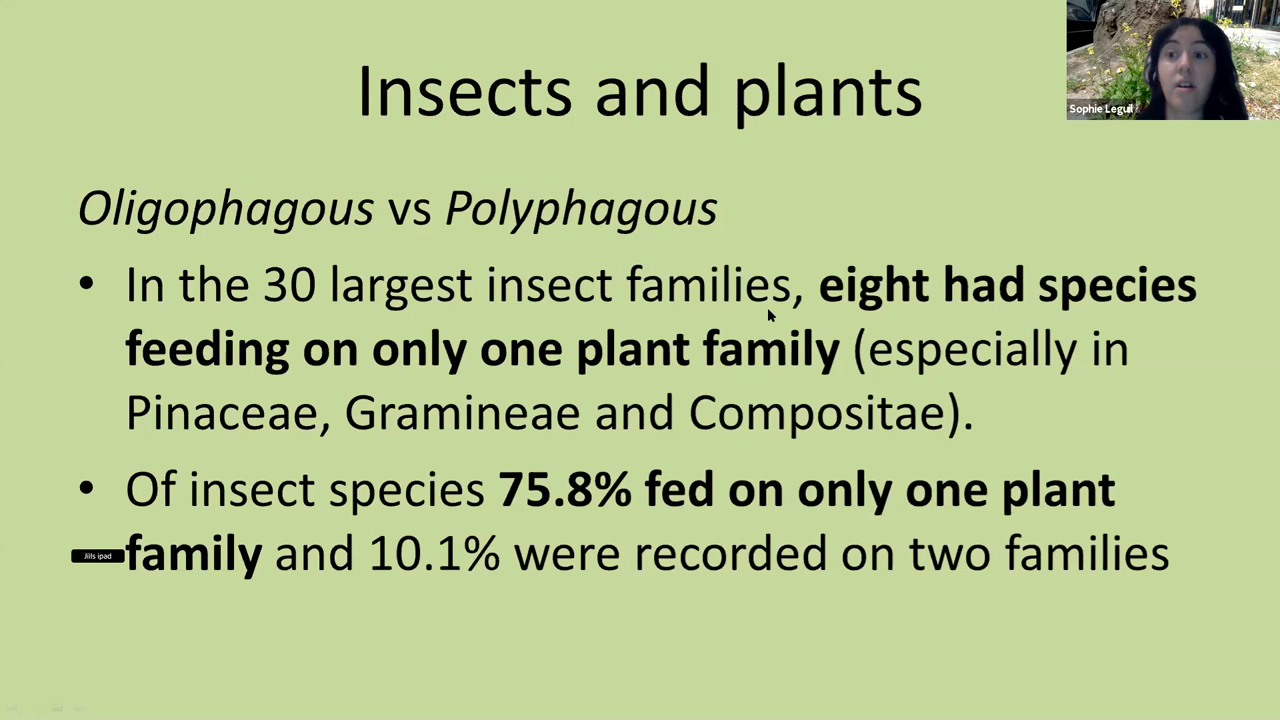 Insects and plants
Sophie Leguil
Oligophagous vs Polyphagous
• In the 30 largest insect families, eight had species
feeding on only one plant family (especially in
Pinaceae, Gramineae and Compositae).
• Of insect species 75.8% fed on only one plant
Jills ipad
family and 10.1% were recorded on two families